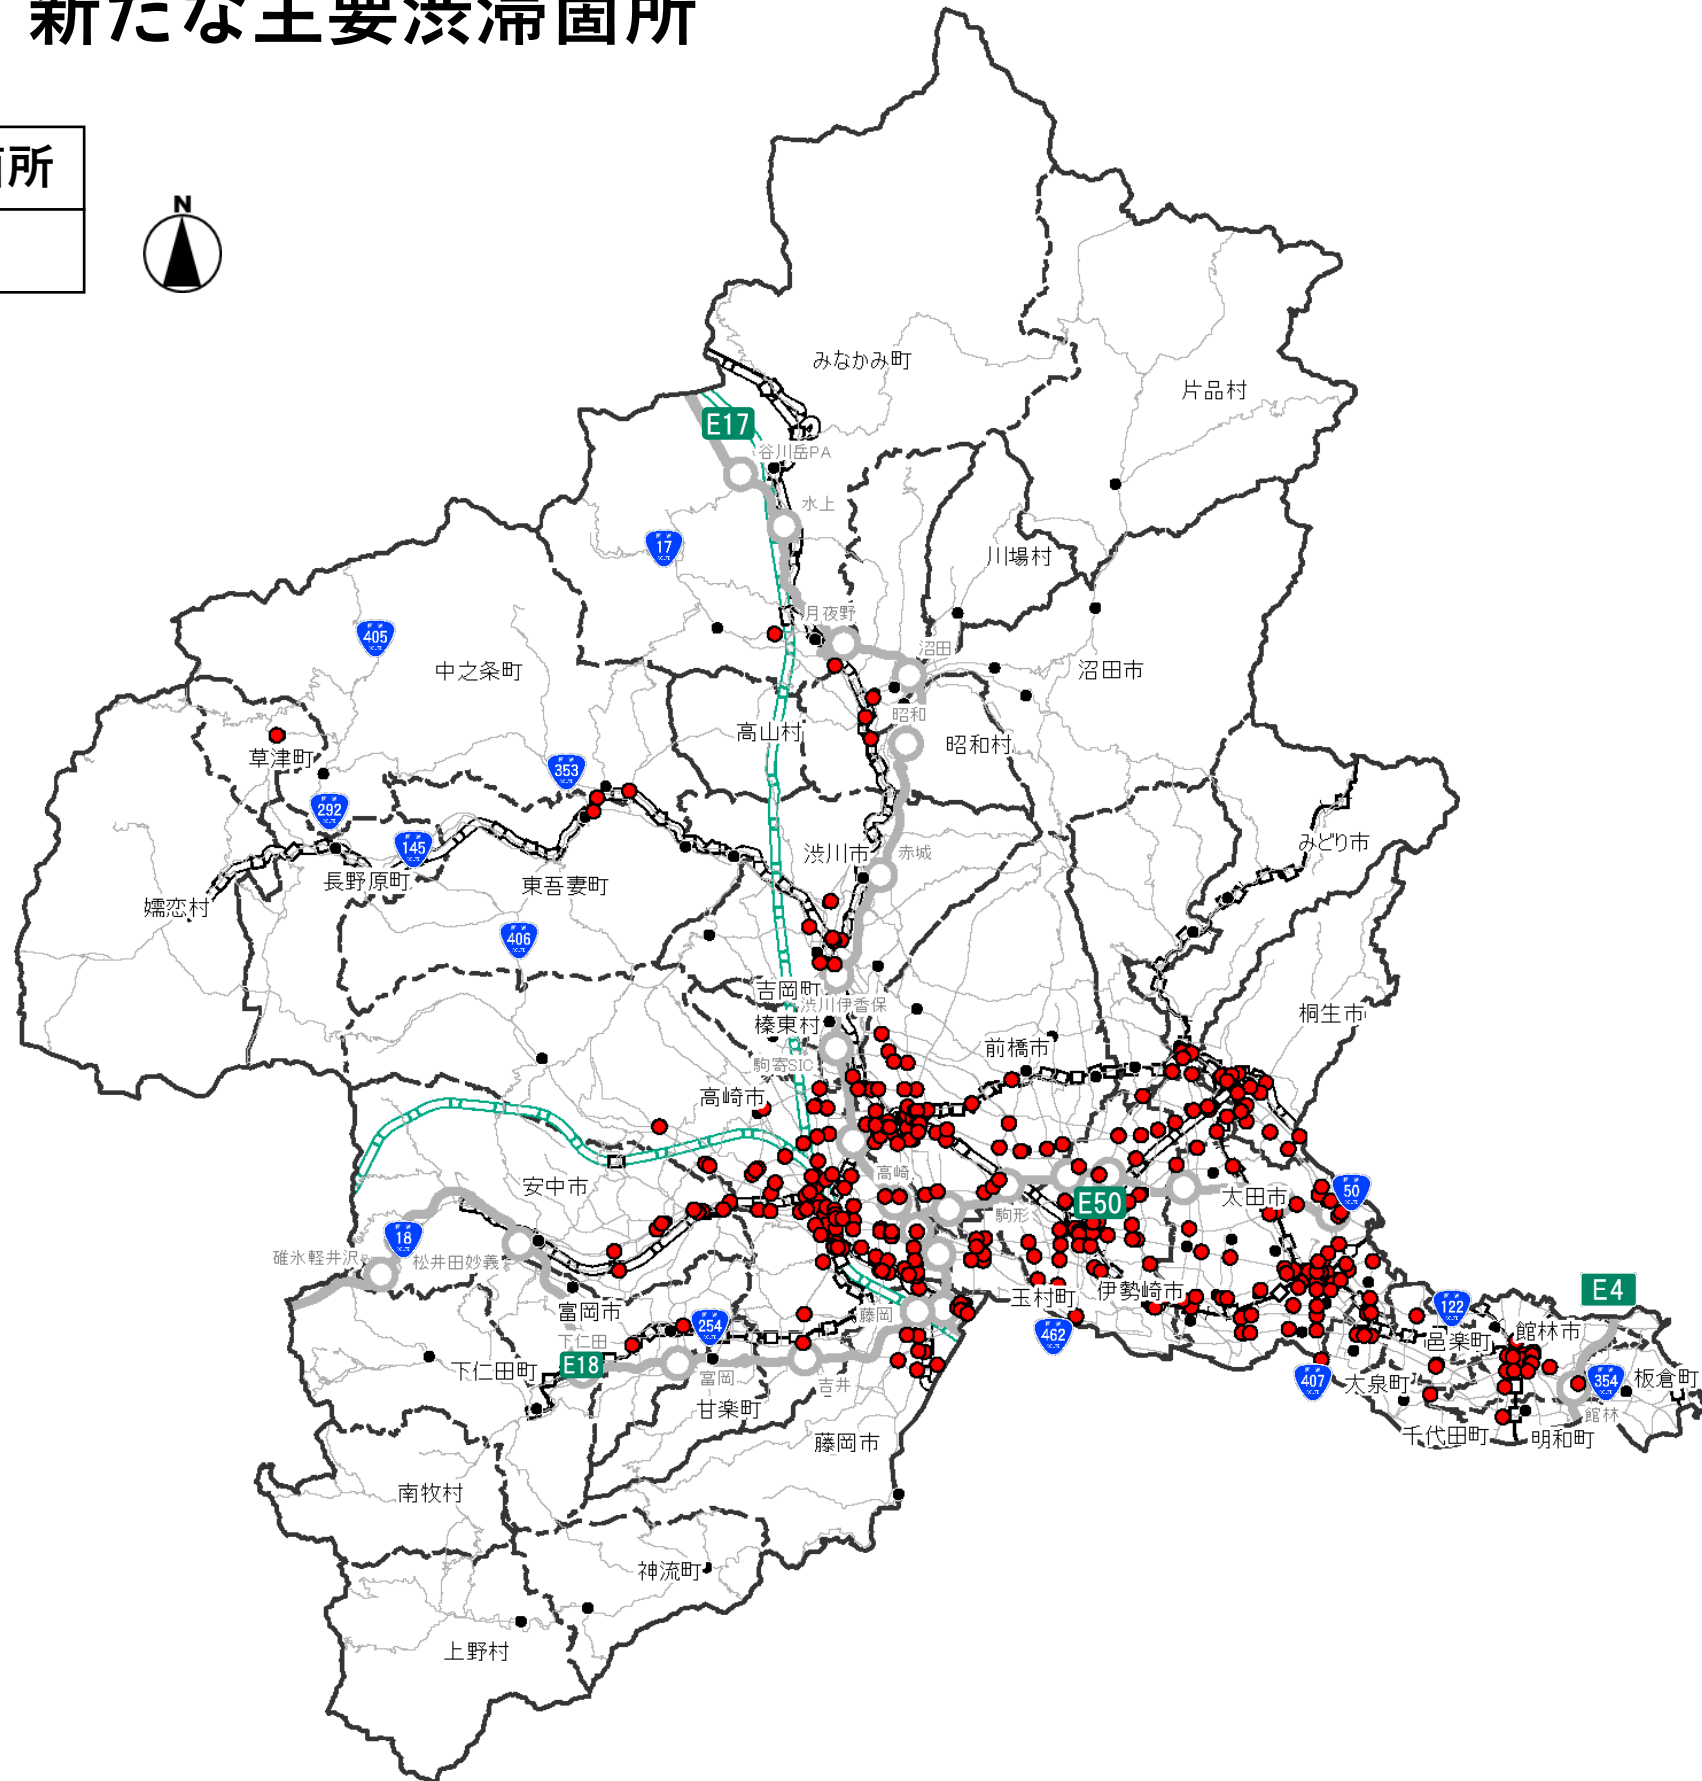 新たな主要渋滞箇所
所
N
みなかみ町
片品村
E17
谷川岳PA
水上
17
川場村
月夜野
405
沼田
中之条町
沼田市
高山村
昭和
昭和村
草津町
353
292
みどり市
145
渋川市
赤城
長野原町
東吾妻町
嬬恋村
406
吉岡町
渋川伊香保
桐生市
榛東村
前橋市
駒寄SIC
高崎市
高崎
安中市
50
E50
太田市
駒形
18
碓氷軽井沢
松井田妙義
伊勢崎市
E4
玉村町
富岡市
122
藤岡
254
館林市
462
邑楽町
下仁田
E18
下仁田町
富岡
吉井
407
大泉町
354
板倉町
甘楽町
館林
藤岡市
千代田町
明和町
南牧村
神流町
上野村